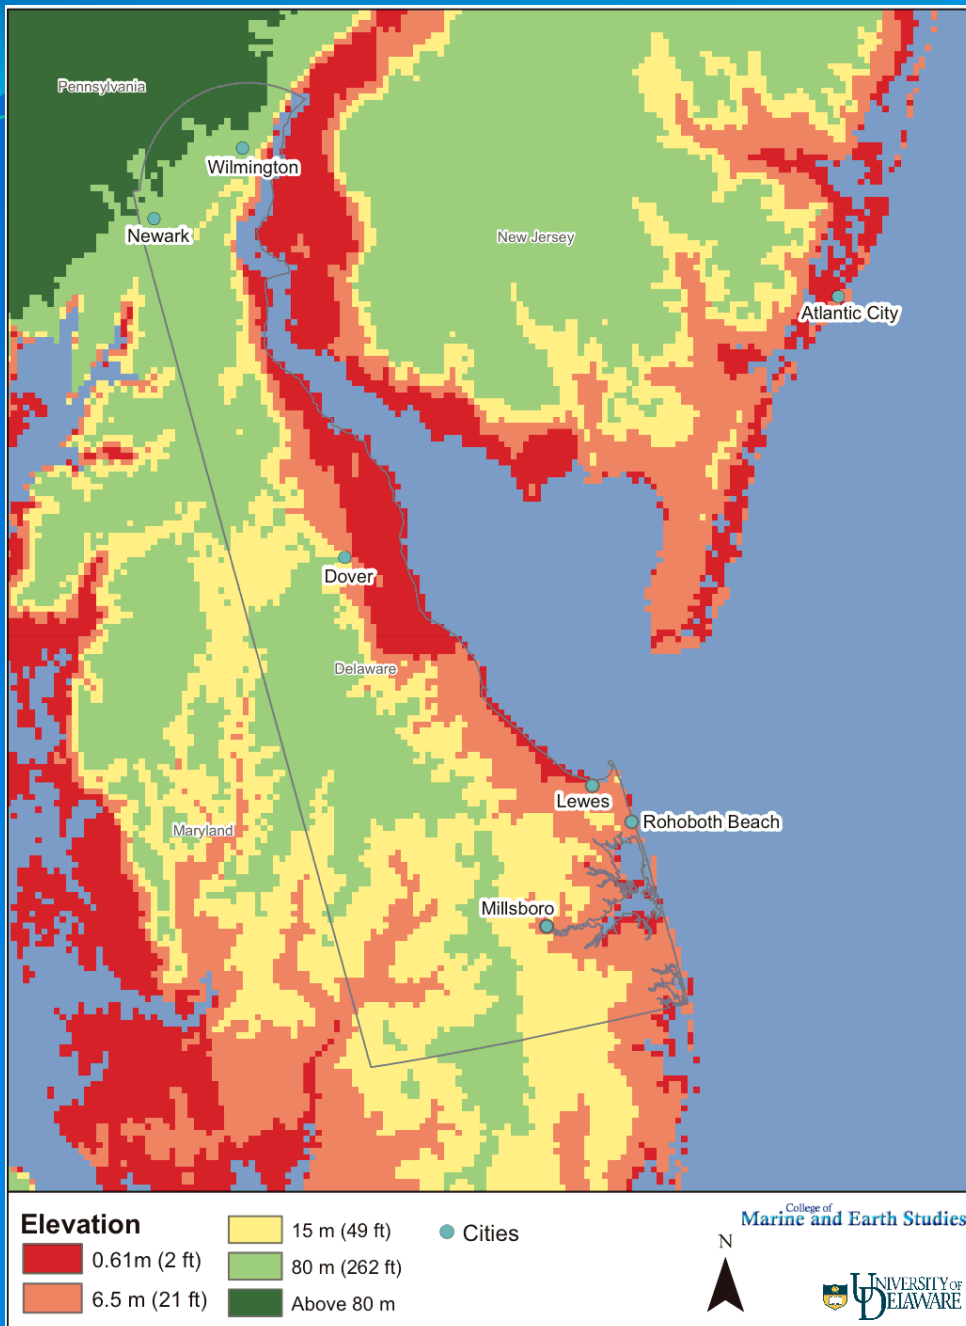 Pennsylvania
Wilmington
Newark
New Jersey
Atlantic City
Dover
Delaware
Lewes
Rohoboth Beach
Maryland
Millsboro
Elevation
0.61m (2 ft)
6.5 m (21 ft)
15 m (49 ft)
80 m (262 ft)
Above 80 m
Cities
N
College of
Marine and Earth Studies
UNIVERSITY OF
DELAWARE